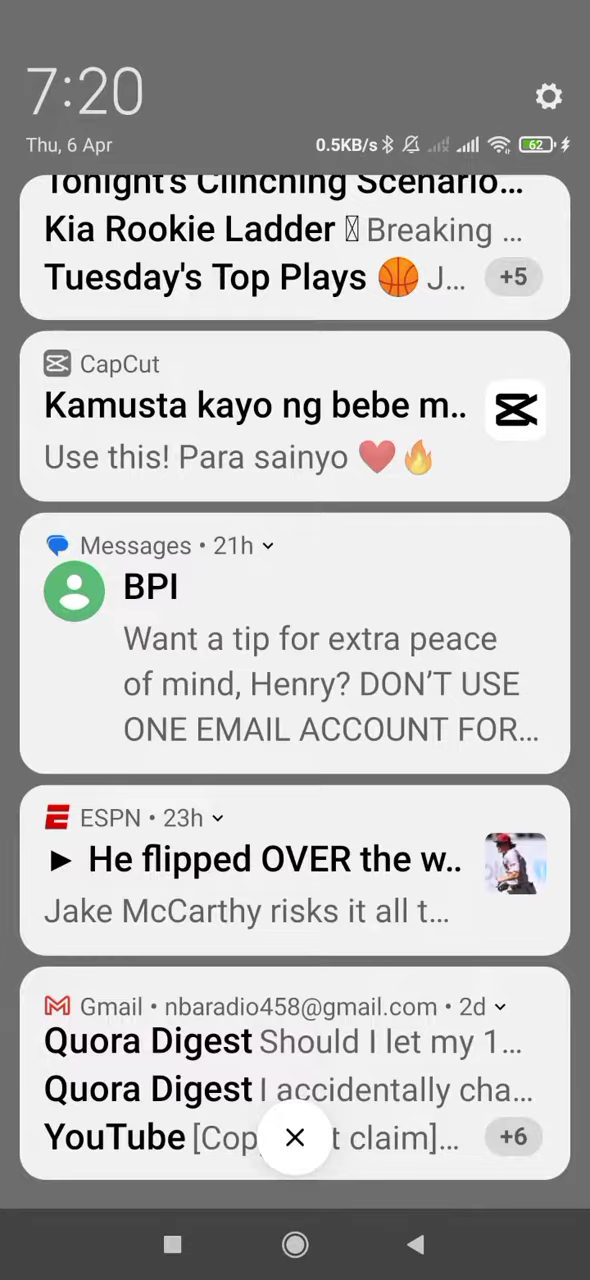 7:20
Thu, 6 Apr 0.5KB/s 62
Tonight's Clinching Scenario...
Kia Rookie Ladder Breaking ...
Tuesday's Top Plays 🏀 J... +5
CapCut
Kamusta kayo ng bebe m..
Use this! Para sainyo ❤️🔥
Messages • 21h
BPI
Want a tip for extra peace
of mind, Henry? DON'T USE
ONE EMAIL ACCOUNT FOR...
ESPN • 23h
► He flipped OVER the w..
Jake McCarthy risks it all t...
Gmail • nbaradio458@gmail.com • 2d
Quora Digest Should I let my 1...
Quora Digest I accidentally cha...
YouTube claim]... +6